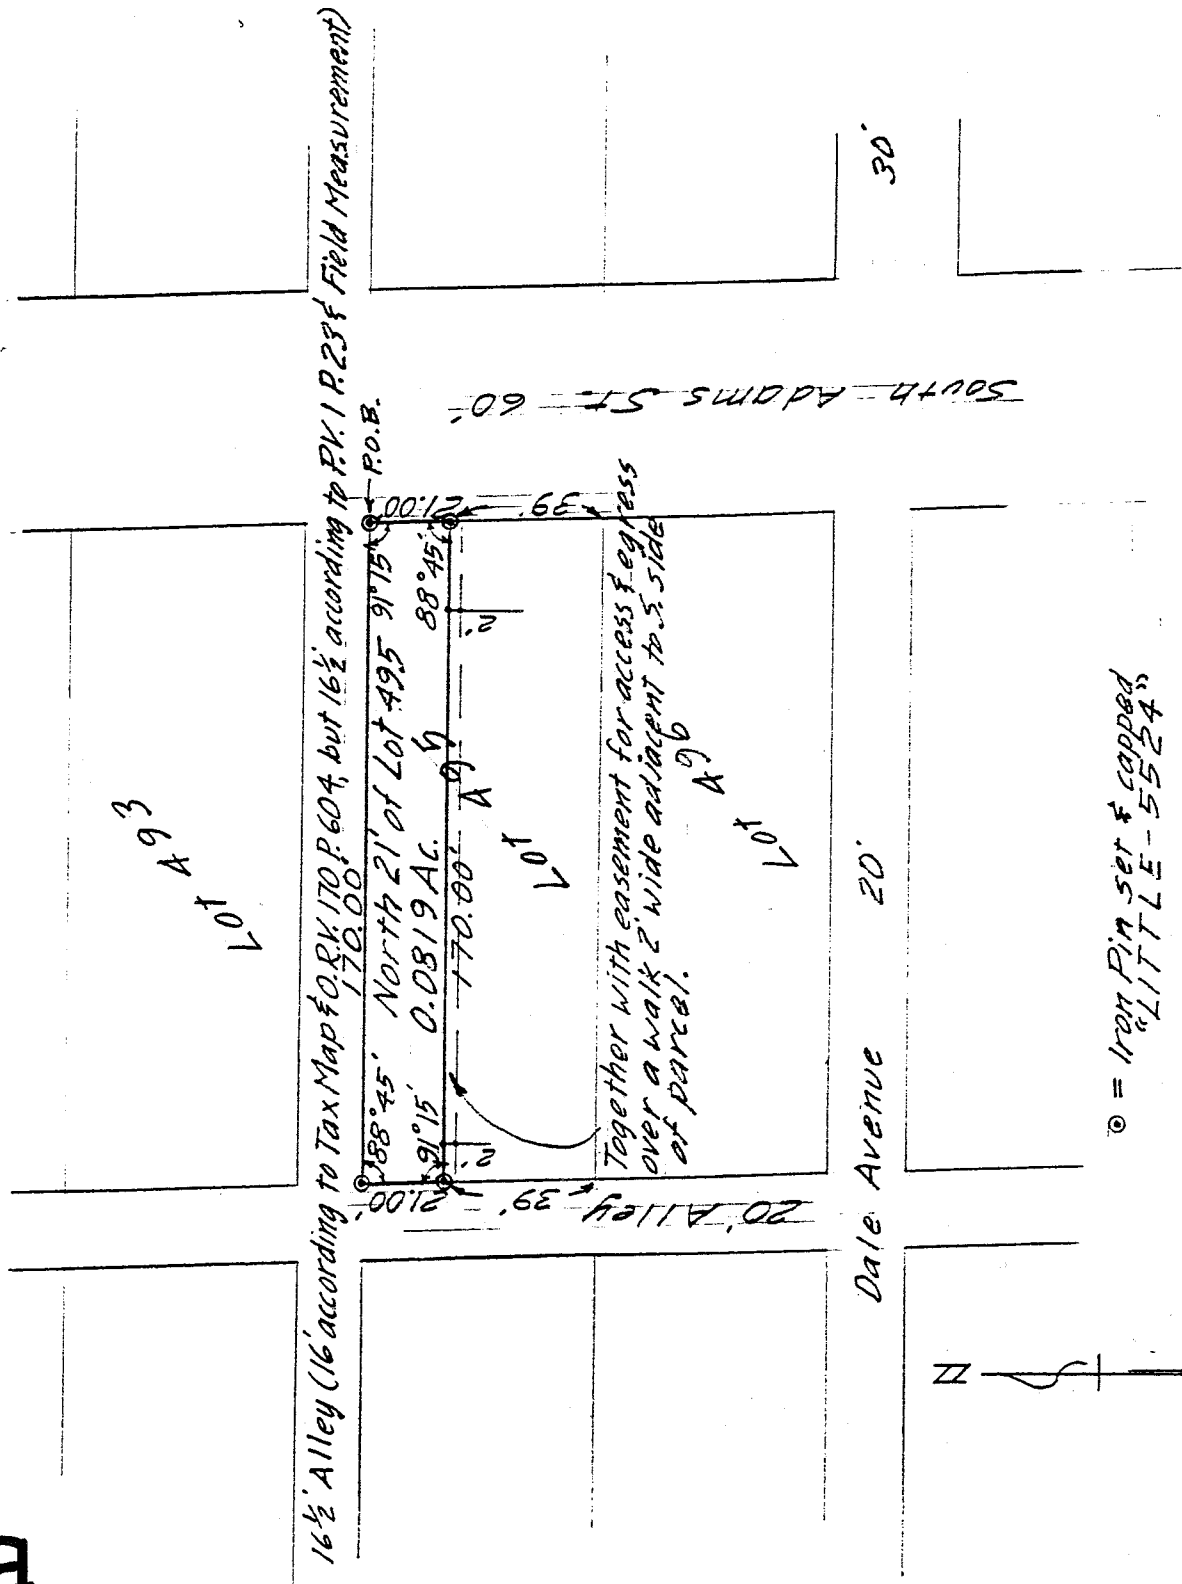 Lot 493
16½' Alley (16' according to Tax Map & O.R.V. 170 P. 604, but 16½' according to P.V. 1 P. 23 & Field Measurement)
170.00'
P.O.B.
88°45'
North 21' of Lot 495
91°15'
21.00'
21.00'
91°15'
0.0819 Ac.
88°45'
170.00'
2'
2'
39'
39'
Lot 495
20' Alley
South Adams St. 60'
Together with easement for access & egress
over a walk 2' wide adjacent to S. side
of parcel.
Lot 496
Dale Avenue
20'
30'
N
= Iron Pin set & capped
"LITTLE-5524"